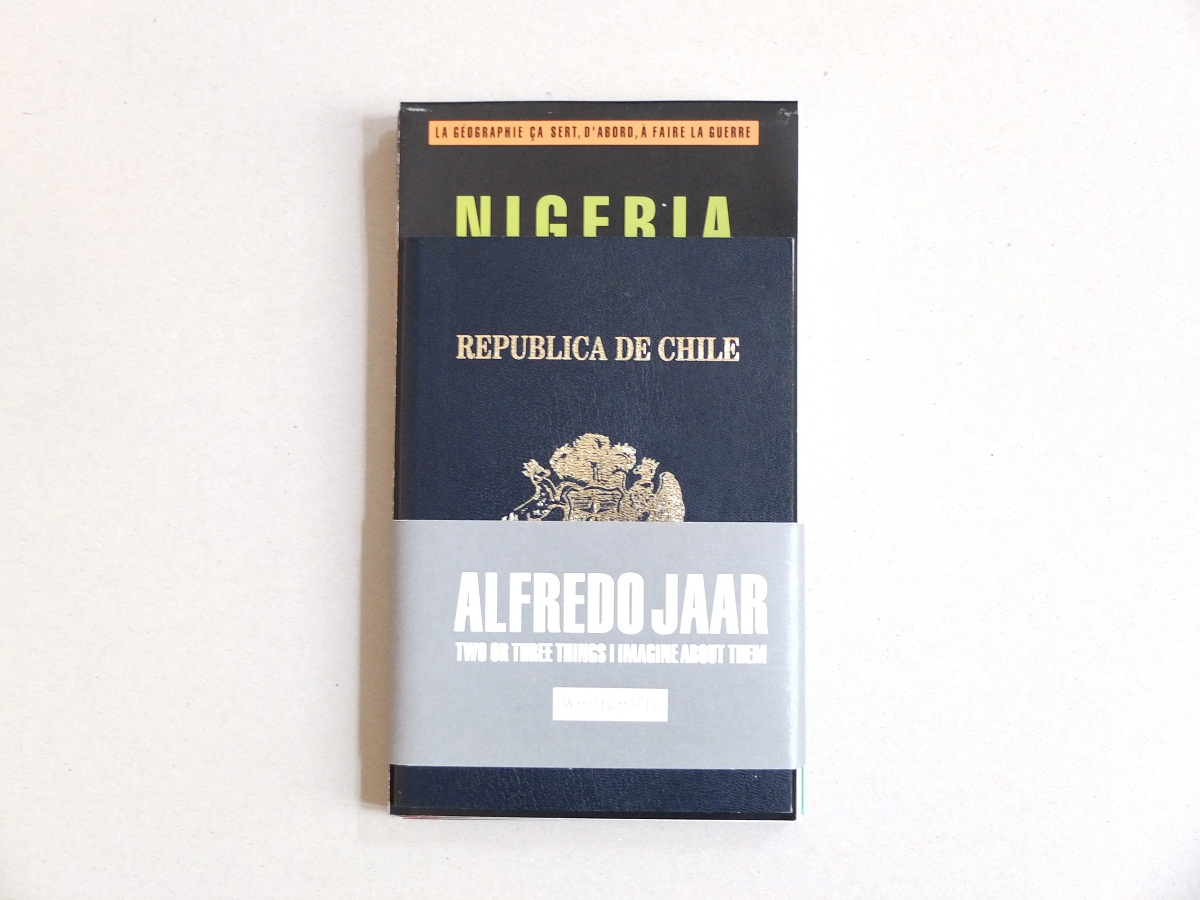 LA GÉOGRAPHIE ÇA SERT, D'ABORD, À FAIRE LA GUERRE
NIGERIA
REPUBLICA DE CHILE
ALFREDO JAAR
TWO OR THREE THINGS I IMAGINE ABOUT THEM
WHITECHAPEL